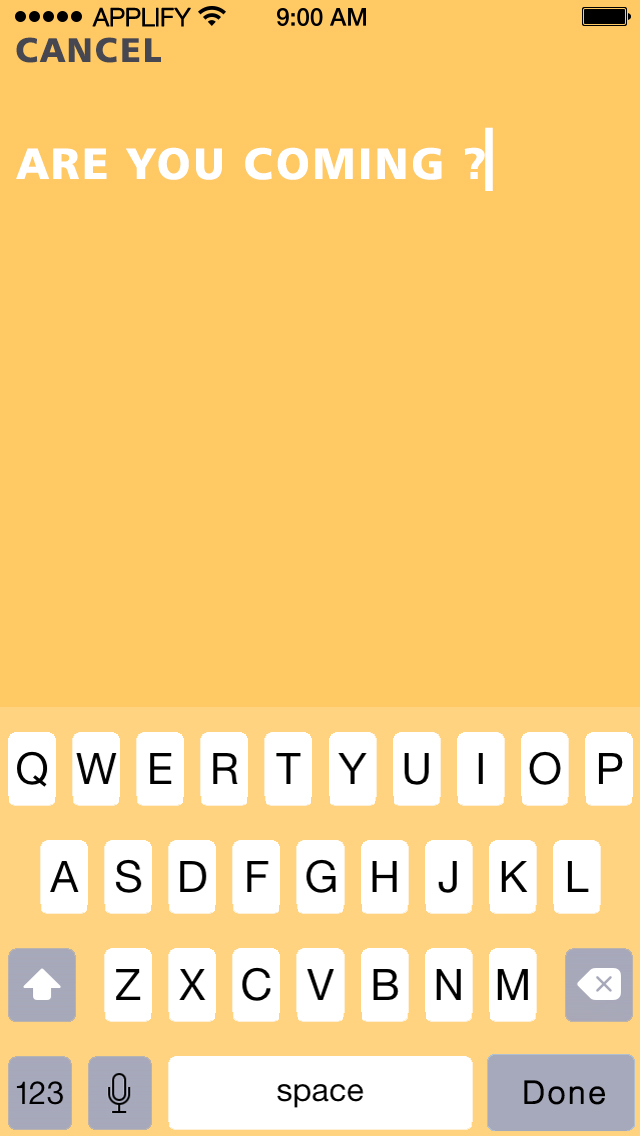 APPLIFY 9:00 AM
CANCEL
ARE YOU COMING ?
Q W E R T Y U I O P
A S D F G H J K L
Z X C V B N M
123 space Done